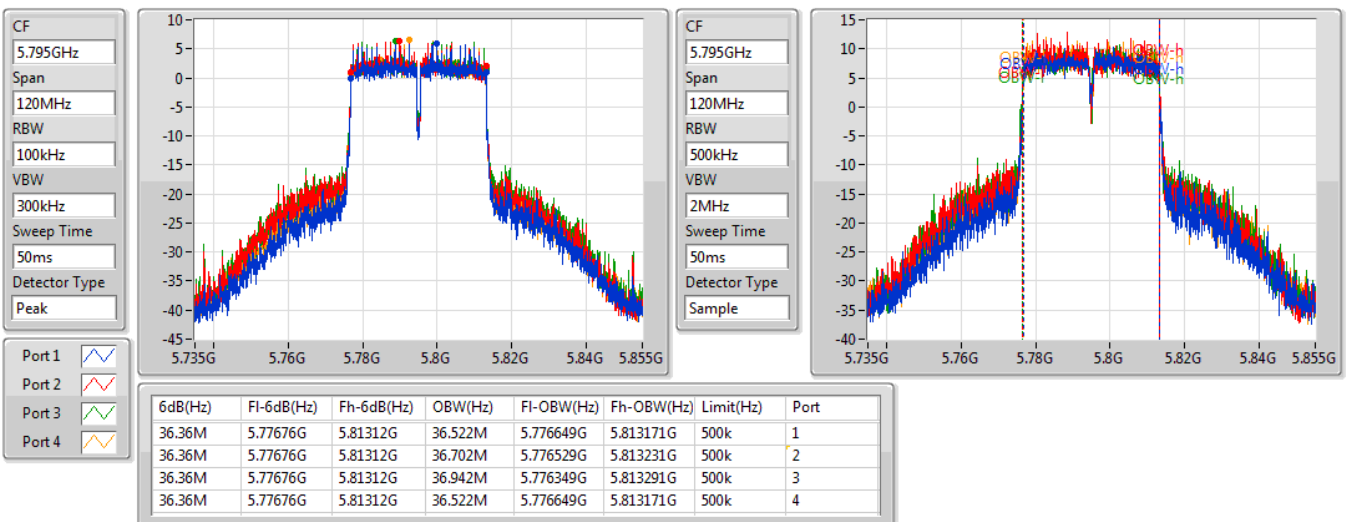 CF
5.795GHz
Span
120MHz
RBW
100kHz
VBW
300kHz
Sweep Time
50ms
Detector Type
Peak
10
5
0
-5
-10
-15
-20
-25
-30
-35
-40
-45
5.735G 5.76G 5.78G 5.8G 5.82G 5.84G 5.855G
CF
5.795GHz
Span
120MHz
RBW
500kHz
VBW
2MHz
Sweep Time
50ms
Detector Type
Sample
15
10
5
0
-5
-10
-15
-20
-25
-30
-35
-40
OBW-h
OBW-h
OBW-h
OBW-h
5.735G 5.76G 5.78G 5.8G 5.82G 5.84G 5.855G
Port 1
Port 2
Port 3
Port 4
6dB(Hz) Fl-6dB(Hz) Fh-6dB(Hz) OBW(Hz) Fl-OBW(Hz) Fh-OBW(Hz) Limit(Hz) Port
36.36M 5.77676G 5.81312G 36.522M 5.776649G 5.813171G 500k 1
36.36M 5.77676G 5.81312G 36.702M 5.776529G 5.813231G 500k 2
36.36M 5.77676G 5.81312G 36.942M 5.776349G 5.813291G 500k 3
36.36M 5.77676G 5.81312G 36.522M 5.776649G 5.813171G 500k 4